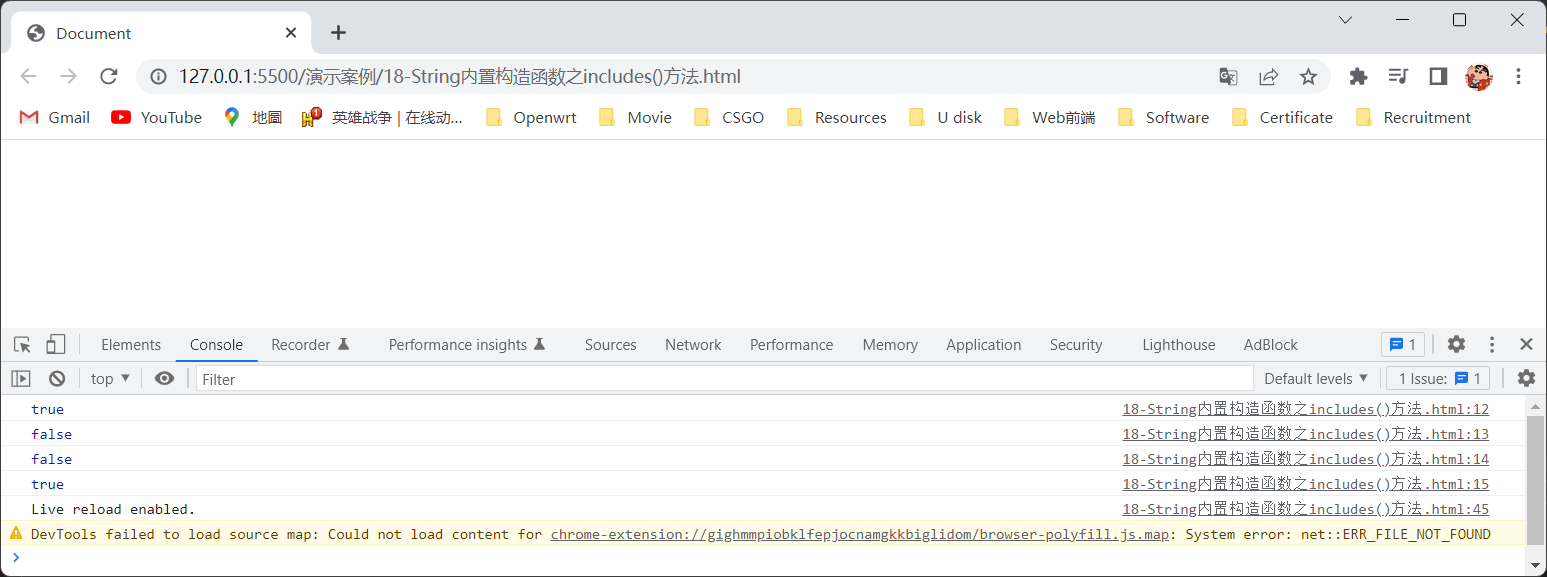 Document
127.0.0.1:5500/演示案例/18-String内置构造函数之includes()方法.html
Gmail YouTube 地圖 英雄战争 | 在线动... Openwrt Movie CSGO Resources U disk Web前端 Software Certificate Recruitment
Elements Console Recorder Performance insights Sources Network Performance Memory Application Security Lighthouse AdBlock 1
top Filter Default levels 1 Issue: 1
true 18-String内置构造函数之includes()方法.html:12
false 18-String内置构造函数之includes()方法.html:13
false 18-String内置构造函数之includes()方法.html:14
true 18-String内置构造函数之includes()方法.html:15
Live reload enabled. 18-String内置构造函数之includes()方法.html:45
DevTools failed to load source map: Could not load content for chrome-extension://gighmmpiobklfepjocnamgkkbiglidom/browser-polyfill.js.map: System error: net::ERR_FILE_NOT_FOUND